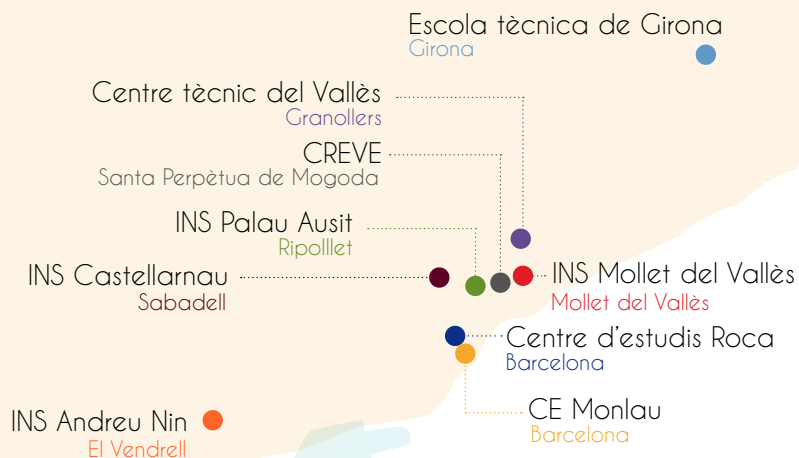 Escola tècnica de Girona
Girona
Centre tècnic del Vallès
Granollers
CREVE
Santa Perpètua de Mogoda
INS Palau Ausit
Ripolllet
INS Castellarnau
Sabadell
INS Mollet del Vallès
Mollet del Vallès
Centre d'estudis Roca
Barcelona
CE Monlau
Barcelona
INS Andreu Nin
El Vendrell